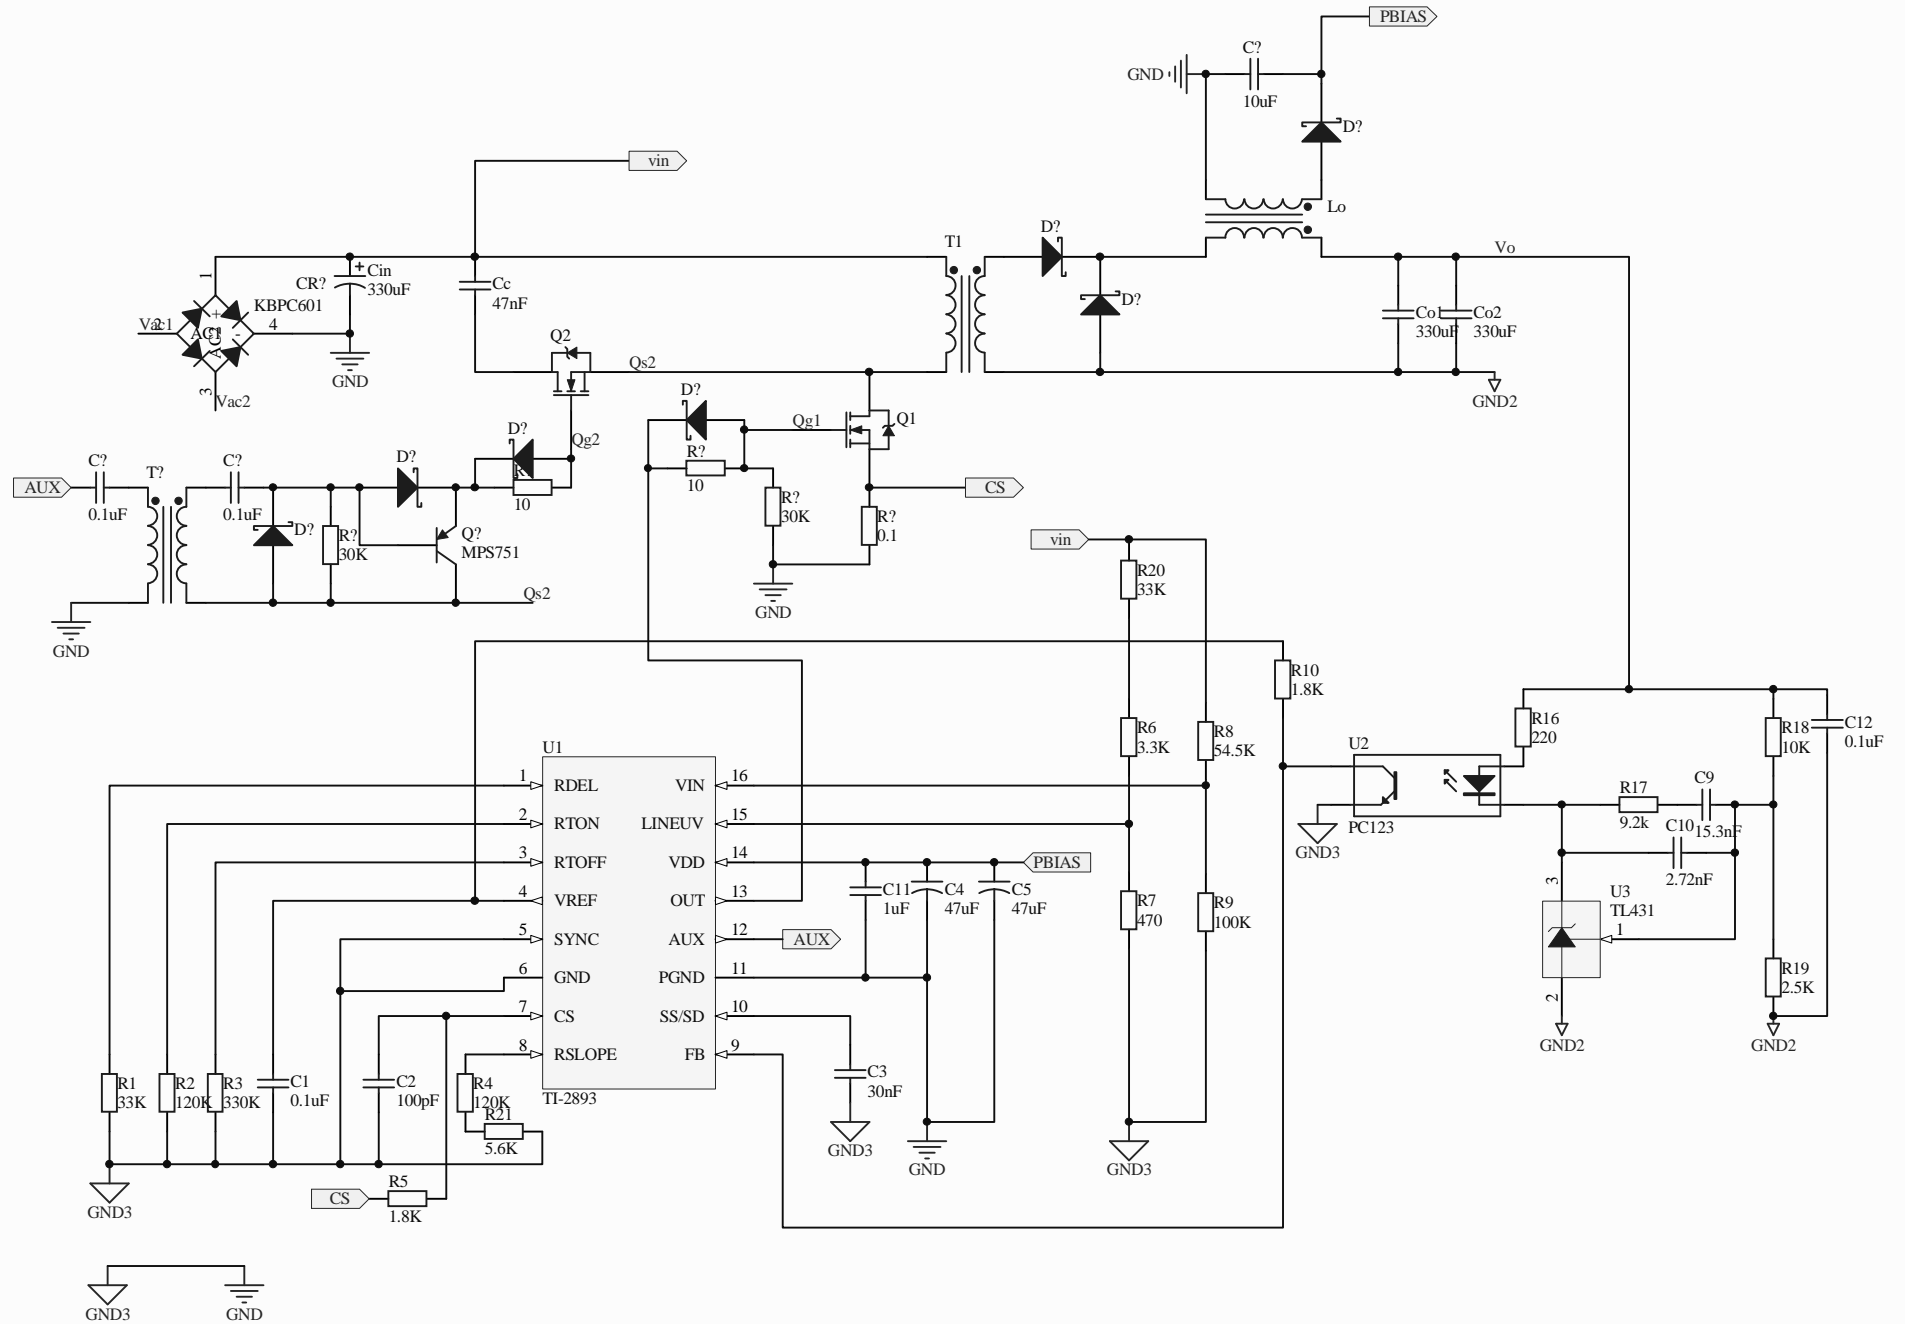 PBIAS
C?
GND
10uF
D?
vin
Lo
D?
T1
Vo
1
+
Cin
CR?
330uF
Cc
47nF
KBPC601
D?
Vac1
2
AC1
AC2
+
-
4
Co1
330uF
Co2
330uF
GND
Q2
Qs2
3
Vac2
GND2
D?
Qg1
Q1
D?
Qg2
R?
10
R?
10
AUX
C?
0.1uF
T?
C?
0.1uF
D?
CS
D?
R?
30K
Q?
MPS751
R?
30K
R?
0.1
vin
R20
33K
Qs2
GND
GND
R10
1.8K
R6
3.3K
R8
54.5K
R16
220
R18
10K
C12
0.1uF
U1
U2
1
RDEL
VIN
16
2
RTON
LINEUV
15
3
RTOFF
VDD
14
4
VREF
OUT
13
5
SYNC
AUX
12
6
GND
PGND
11
7
CS
SS/SD
10
8
RSLOPE
FB
9
TI-2893
PBIAS
AUX
C11
1uF
C4
47uF
C5
47uF
R7
470
R9
100K
PC123
GND3
R17
9.2k
C9
15.3nF
C10
2.72nF
3
U3
TL431
1
2
R19
2.5K
GND2
GND2
R1
33K
R2
120K
R3
330K
C1
0.1uF
C2
100pF
R4
120K
R21
5.6K
C3
30nF
GND3
GND
GND3
CS
R5
1.8K
GND3
GND3
GND